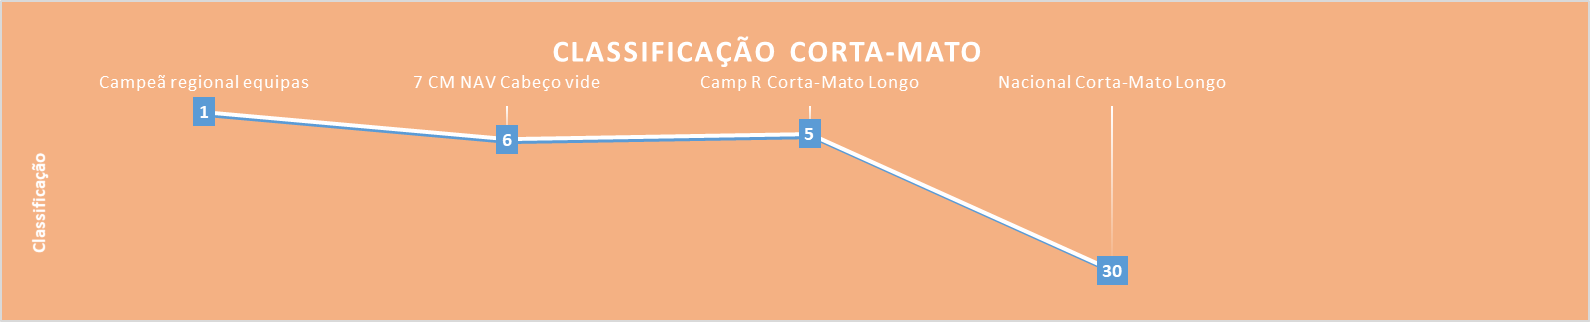 CLASSIFICAÇÃO CORTA-MATO
Campeã regional equipas
7 CM NAV Cabeço vide
Camp R Corta-Mato Longo
Nacional Corta-Mato Longo
1
6
5
30
Classificação